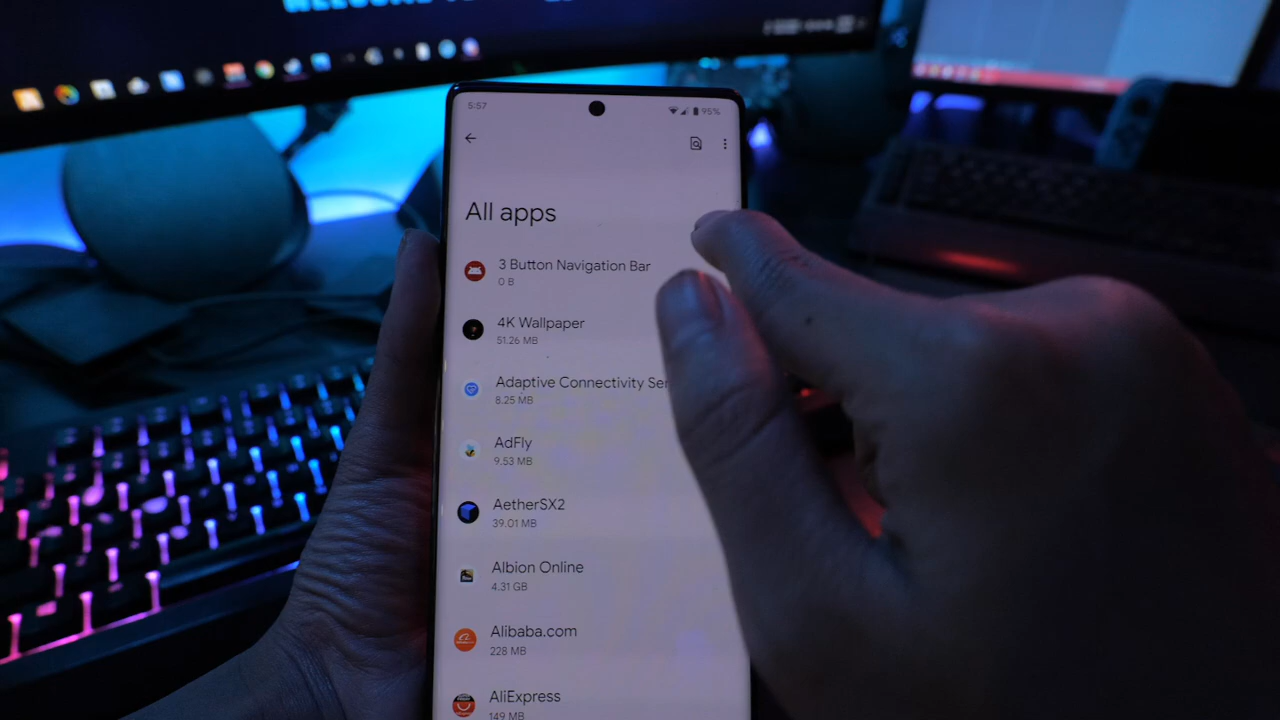 5:57
95%
All apps
3 Button Navigation Bar
0 B
4K Wallpaper
51.26 MB
Adaptive Connectivity Ser
8.25 MB
AdFly
9.53 MB
AetherSX2
39.01 MB
Albion Online
4.31 GB
Alibaba.com
228 MB
AliExpress
149 MB